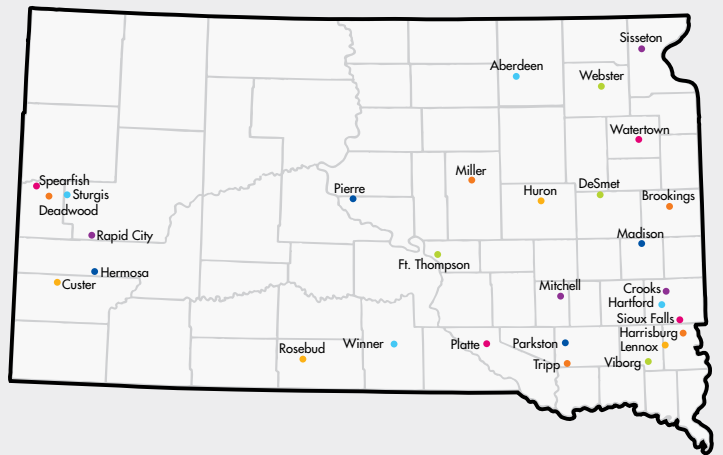 Sisseton
Aberdeen
Webster
Watertown
Spearfish
Sturgis
Deadwood
Pierre
Miller
Huron
DeSmet
Brookings
Rapid City
Madison
Ft. Thompson
Hermosa
Custer
Mitchell
Crooks
Hartford
Sioux Falls
Harrisburg
Lennox
Rosebud
Winner
Platte
Parkston
Tripp
Viborg